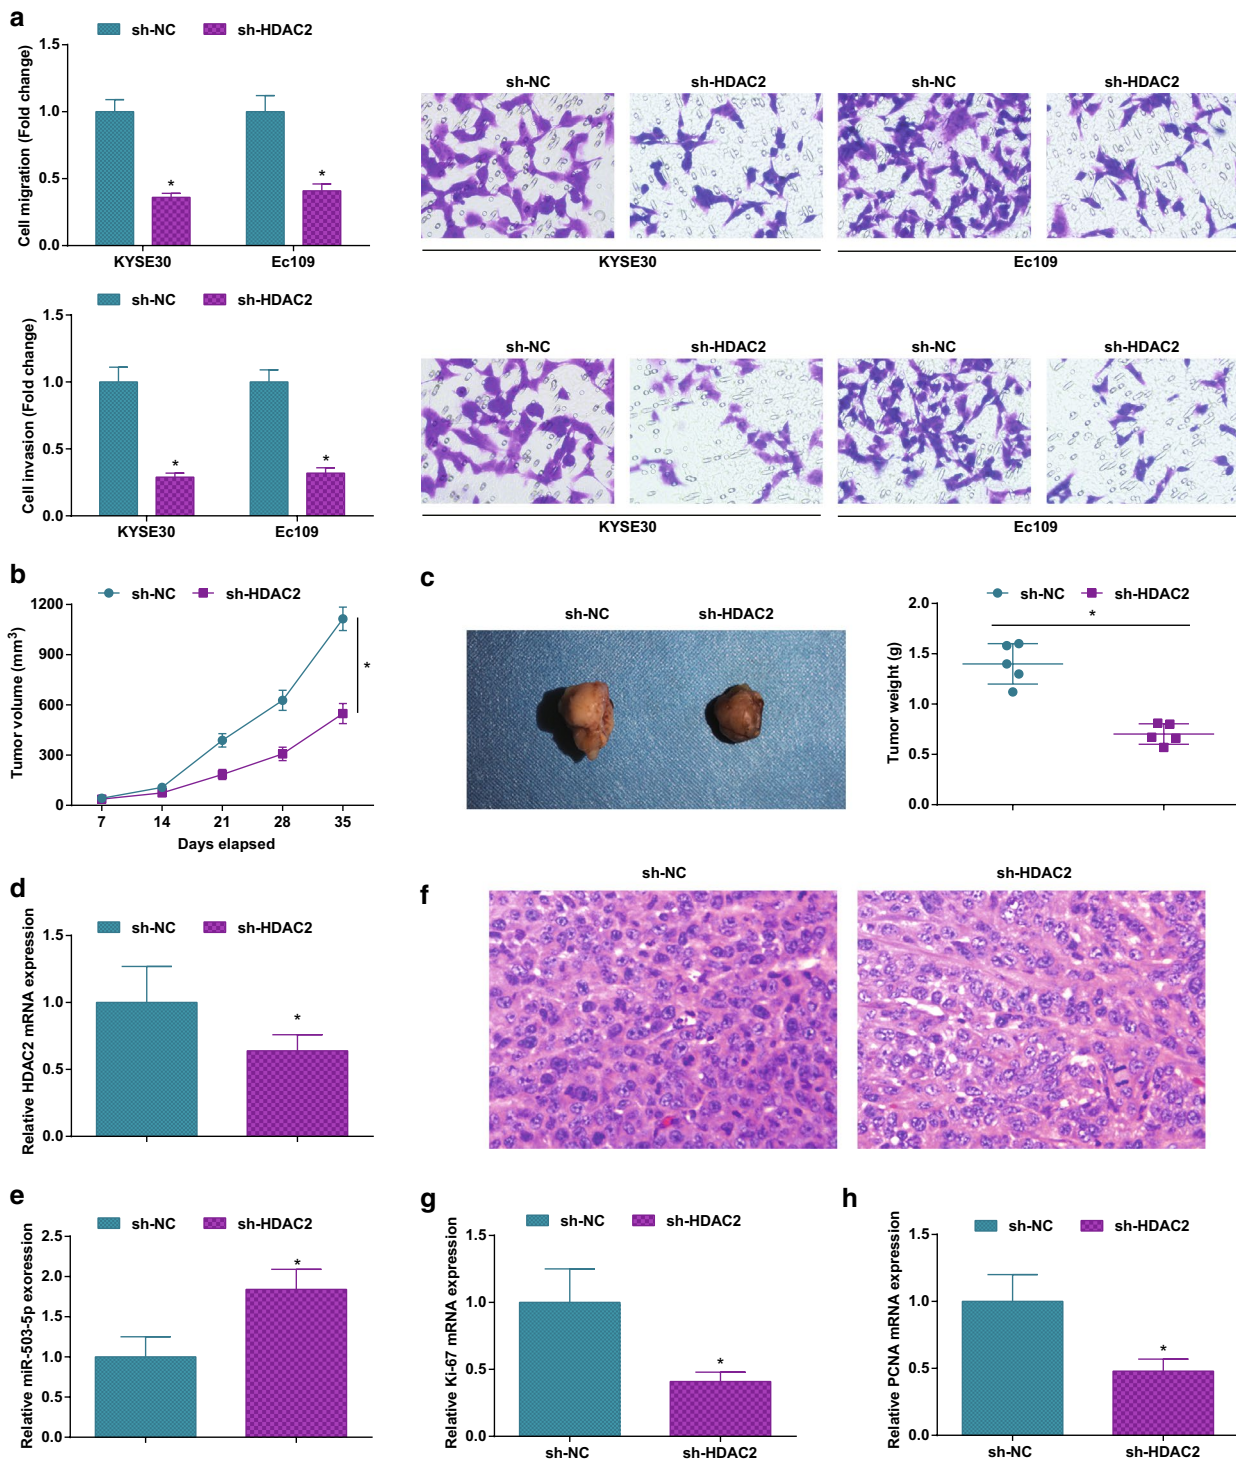 a
sh-NC sh-HDAC2
Cell migration (Fold change)
1.5
1.0
0.5
0.0
* *
KYSE30 Ec109
sh-NC sh-HDAC2 sh-NC sh-HDAC2
KYSE30 Ec109
sh-NC sh-HDAC2
Cell invasion (Fold change)
1.5
1.0
0.5
0.0
* *
KYSE30 Ec109
sh-NC sh-HDAC2 sh-NC sh-HDAC2
KYSE30 Ec109
b
sh-NC sh-HDAC2
Tumor volume (mm³)
1200
900
600
300
0
*
7 14 21 28 35
Days elapsed
c
sh-NC sh-HDAC2
sh-NC sh-HDAC2
Tumor weight (g)
2.0
1.5
1.0
0.5
0.0
*
d
sh-NC sh-HDAC2
Relative HDAC2 mRNA expression
1.5
1.0
0.5
0.0
*
f
sh-NC sh-HDAC2
e
sh-NC sh-HDAC2
Relative miR-503-5p exoression
2.5
2.0
1.5
1.0
0.5
0.0
*
g
sh-NC sh-HDAC2
Relative Ki-67 mRNA expression
1.5
1.0
0.5
0.0
*
sh-NC sh-HDAC2
h
sh-NC sh-HDAC2
Relative PCNA mRNA expression
1.5
1.0
0.5
0.0
*
sh-NC sh-HDAC2